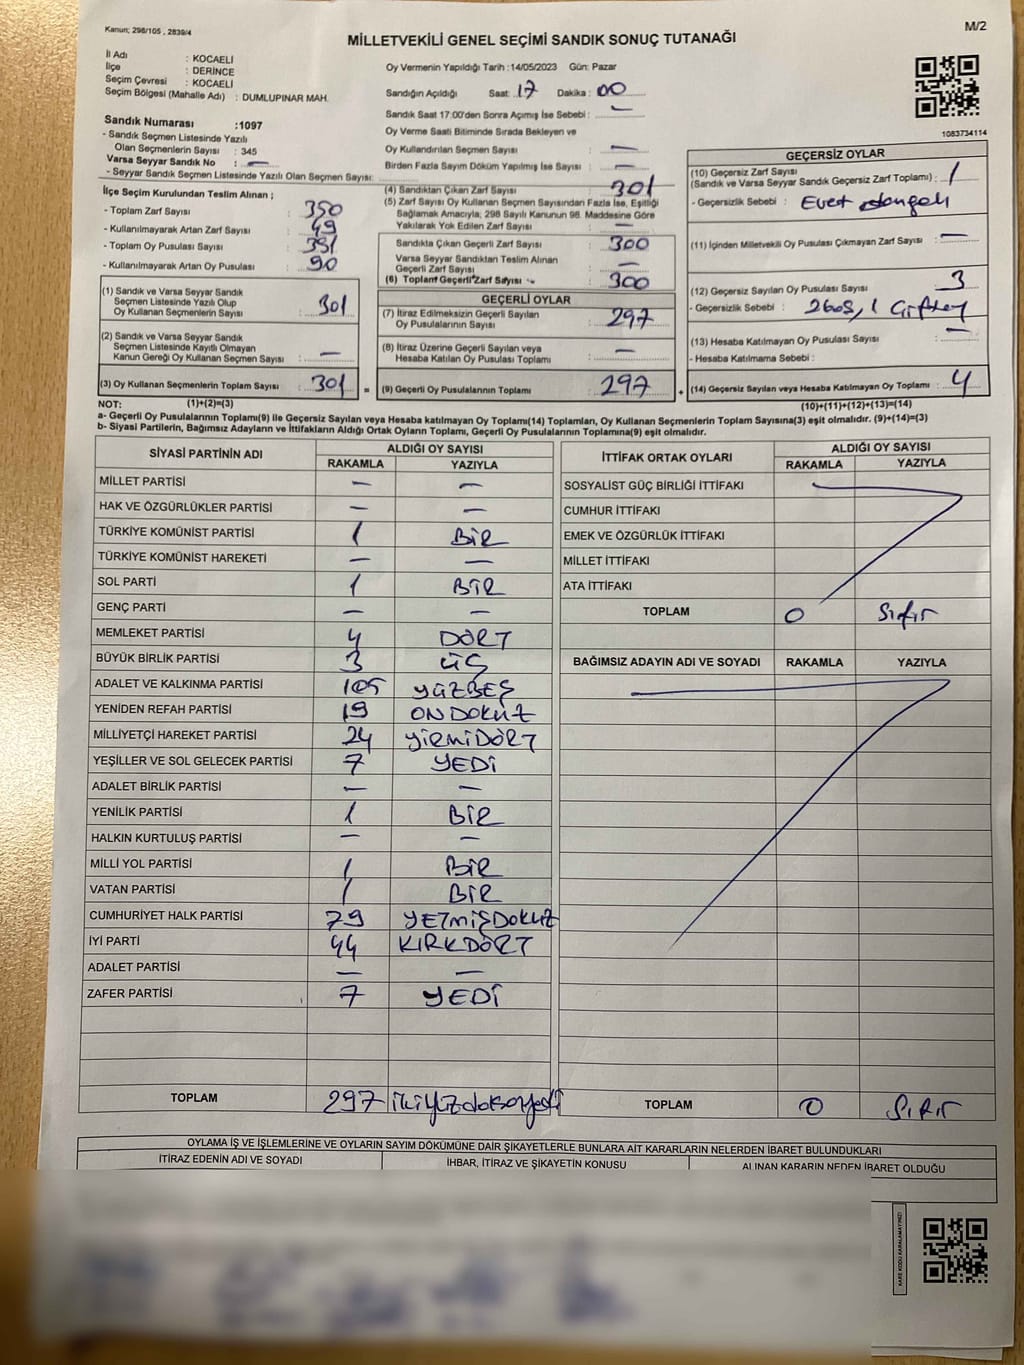 Kanun; 298/105 , 2839/4
M/2
MİLLETVEKİLİ GENEL SEÇİMİ SANDIK SONUÇ TUTANAĞI
İl Adı : KOCAELİ
İlçe : DERİNCE
Seçim Çevresi : KOCAELİ
Seçim Bölgesi (Mahalle Adı) : DUMLUPINAR MAH.
Sandık Numarası :1097
- Sandık Seçmen Listesinde Yazılı
Olan Seçmenlerin Sayısı : 345
Varsa Seyyar Sandık No : —
- Seyyar Sandık Seçmen Listesinde Yazılı Olan Seçmen Sayısı:
İlçe Seçim Kurulundan Teslim Alınan ;
- Toplam Zarf Sayısı : 350
- Kullanılmayarak Artan Zarf Sayısı : 49
- Toplam Oy Pusulası Sayısı : 391
- Kullanılmayarak Artan Oy Pusulası : 90
Oy Vermenin Yapıldığı Tarih :14/05/2023 Gün: Pazar
Sandığın Açıldığı Saat: 17 Dakika : 00
Sandık Saat 17:00'den Sonra Açımış İse Sebebi : —
Oy Verme Saati Bitiminde Sırada Bekleyen ve
Oy Kullandırılan Seçmen Sayısı : —
Birden Fazla Sayım Döküm Yapılmış İse Sayısı : —
(4) Sandıktan Çıkan Zarf Sayısı : 301
(5) Zarf Sayısı Oy Kullanan Seçmen Sayısından Fazla İse, Eşitliği
Sağlamak Amacıyla, 298 Sayılı Kanunun 98. Maddesine Göre
Yakılarak Yok Edilen Zarf Sayısı : —
Sandıkta Çıkan Geçerli Zarf Sayısı : 300
Varsa Seyyar Sandıktan Teslim Alınan
Geçerli Zarf Sayısı : —
(6) Toplam Geçerli Zarf Sayısı : 300
1083734114
GEÇERSİZ OYLAR
(10) Geçersiz Zarf Sayısı
(Sandık ve Varsa Seyyar Sandık Geçersiz Zarf Toplamı) : 1
- Geçersizlik Sebebi : Evet
(11) İçinden Milletvekili Oy Pusulası Çıkmayan Zarf Sayısı : —
(12) Geçersiz Sayılan Oy Pusulası Sayısı : 3
- Geçersizlik Sebebi : 2 Boş, 1
(13) Hesaba Katılmayan Oy Pusulası Sayısı : —
- Hesaba Katılmama Sebebi :
(14) Geçersiz Sayılan veya Hesaba Katılmayan Oy Toplamı : 4
(1) Sandık ve Varsa Seyyar Sandık
Seçmen Listesinde Yazılı Olup
Oy Kullanan Seçmenlerin Sayısı : 301
(2) Sandık ve Varsa Seyyar Sandık
Seçmen Listesinde Kayıtlı Olmayan
Kanun Gereği Oy Kullanan Seçmen Sayısı : —
(3) Oy Kullanan Seçmenlerin Toplam Sayısı : 301 =
GEÇERLİ OYLAR
(7) İtiraz Edilmeksizin Geçerli Sayılan
Oy Pusulalarının Sayısı : 297
(8) İtiraz Üzerine Geçerli Sayılan veya
Hesaba Katılan Oy Pusulası Toplamı : —
(9) Geçerli Oy Pusulalarının Toplamı : 297 +
NOT: (1)+(2)=(3) (10)+(11)+(12)+(13)=(14)
a- Geçerli Oy Pusulalarının Toplamı(9) ile Geçersiz Sayılan veya Hesaba katılmayan Oy Toplamı(14) Toplamları, Oy Kullanan Seçmenlerin Toplam Sayısına(3) eşit olmalıdır. (9)+(14)=(3)
b- Siyasi Partilerin, Bağımsız Adayların ve İttifakların Aldığı Ortak Oyların Toplamı, Geçerli Oy Pusulalarının Toplamına(9) eşit olmalıdır.
SİYASİ PARTİNİN ADI ALDIĞI OY SAYISI
RAKAMLA YAZIYLA
MİLLET PARTİSİ — —
HAK VE ÖZGÜRLÜKLER PARTİSİ — —
TÜRKİYE KOMÜNİST PARTİSİ 1 BİR
TÜRKİYE KOMÜNİST HAREKETİ — —
SOL PARTİ 1 BİR
GENÇ PARTİ — —
MEMLEKET PARTİSİ 4 DÖRT
BÜYÜK BİRLİK PARTİSİ 3 ÜÇ
ADALET VE KALKINMA PARTİSİ 105 YÜZBEŞ
YENİDEN REFAH PARTİSİ 19 ONDOKUZ
MİLLİYETÇİ HAREKET PARTİSİ 24 YİRMİDÖRT
YEŞİLLER VE SOL GELECEK PARTİSİ 7 YEDİ
ADALET BİRLİK PARTİSİ — —
YENİLİK PARTİSİ 1 BİR
HALKIN KURTULUŞ PARTİSİ — —
MİLLİ YOL PARTİSİ 1 BİR
VATAN PARTİSİ 1 BİR
CUMHURİYET HALK PARTİSİ 79 YETMİŞDOKUZ
İYİ PARTİ 44 KIRKDÖRT
ADALET PARTİSİ — —
ZAFER PARTİSİ 7 YEDİ
TOPLAM 297 ikiyüzdoksanyedi
İTTİFAK ORTAK OYLARI ALDIĞI OY SAYISI
RAKAMLA YAZIYLA
SOSYALİST GÜÇ BİRLİĞİ İTTİFAKI
CUMHUR İTTİFAKI
EMEK VE ÖZGÜRLÜK İTTİFAKI
MİLLET İTTİFAKI
ATA İTTİFAKI
TOPLAM 0 Sıfır
BAĞIMSIZ ADAYIN ADI VE SOYADI RAKAMLA YAZIYLA
TOPLAM 0 SıFıR
OYLAMA İŞ VE İŞLEMLERİNE VE OYLARIN SAYIM DÖKÜMÜNE DAİR ŞİKAYETLERLE BUNLARA AİT KARARLARIN NELERDEN İBARET BULUNDUKLARI
İTİRAZ EDENİN ADI VE SOYADI İHBAR, İTİRAZ VE ŞİKAYETİN KONUSU ALINAN KARARIN NEDEN İBARET OLDUĞU
KARE KODU KARALAMAYINIZ!